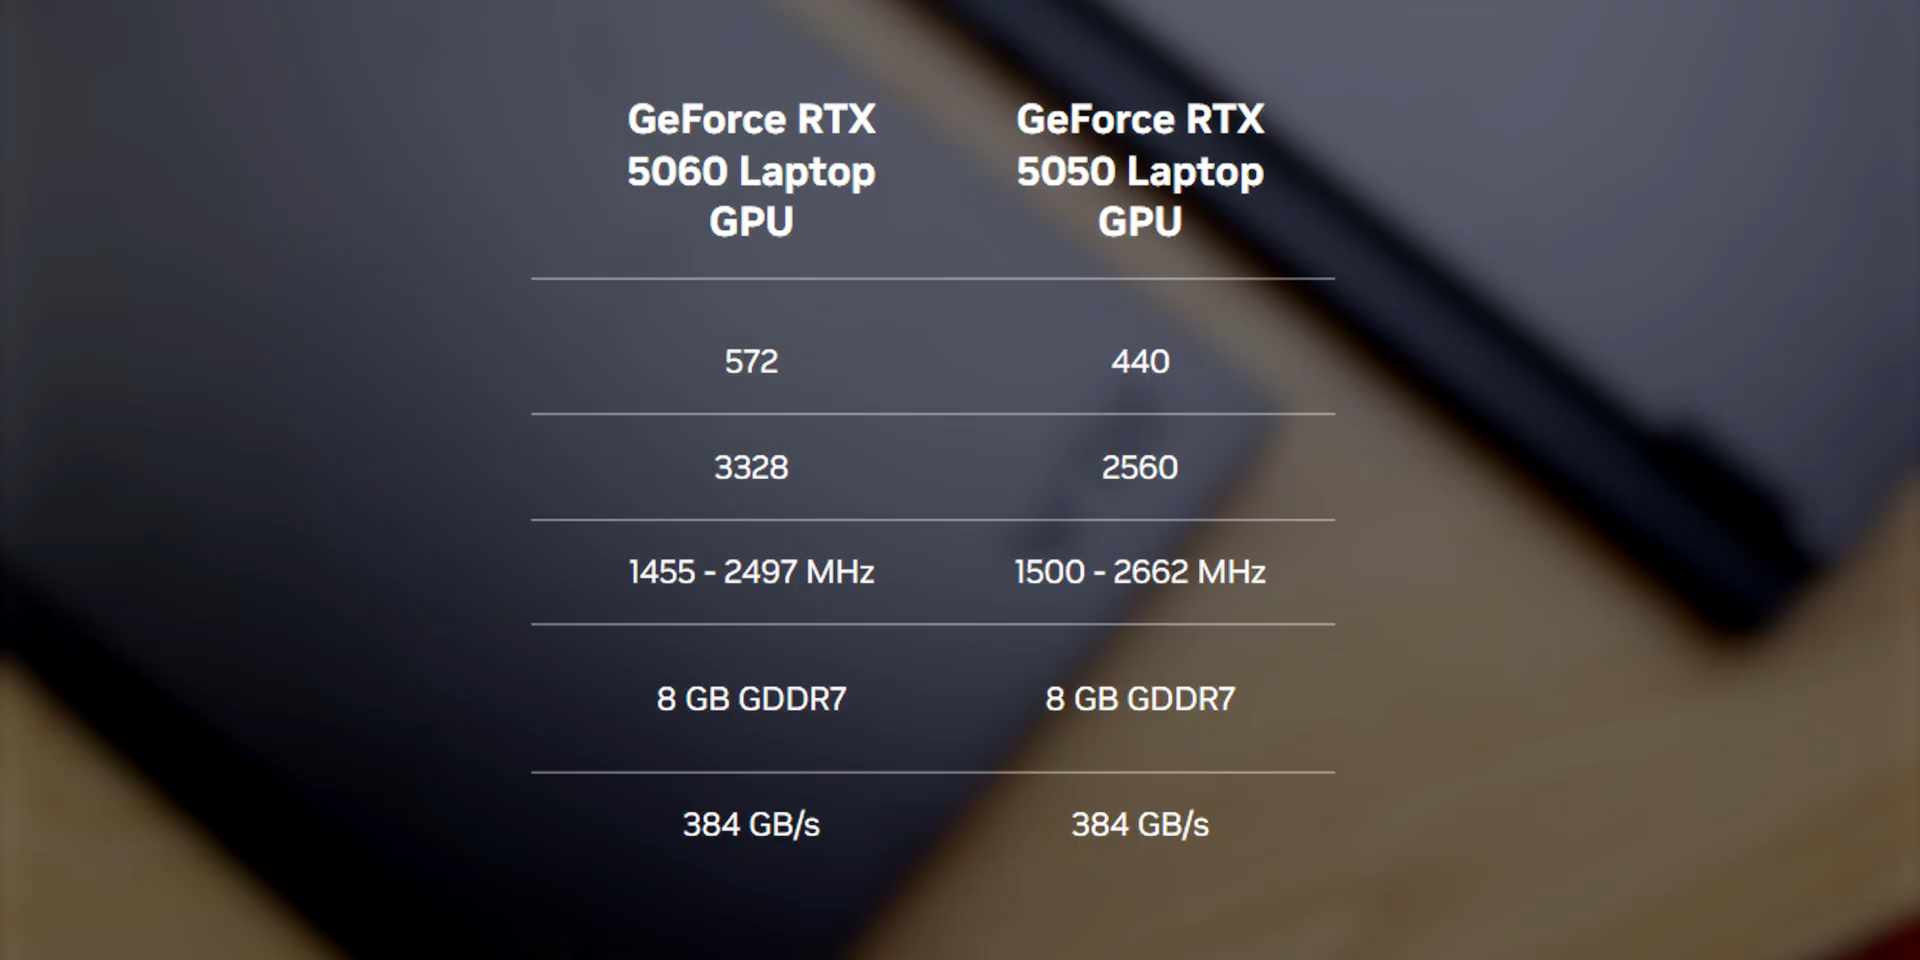 GeForce RTX GeForce RTX
5060 Laptop 5050 Laptop
GPU GPU
572 440
3328 2560
1455 - 2497 MHz 1500 - 2662 MHz
8 GB GDDR7 8 GB GDDR7
384 GB/s 384 GB/s